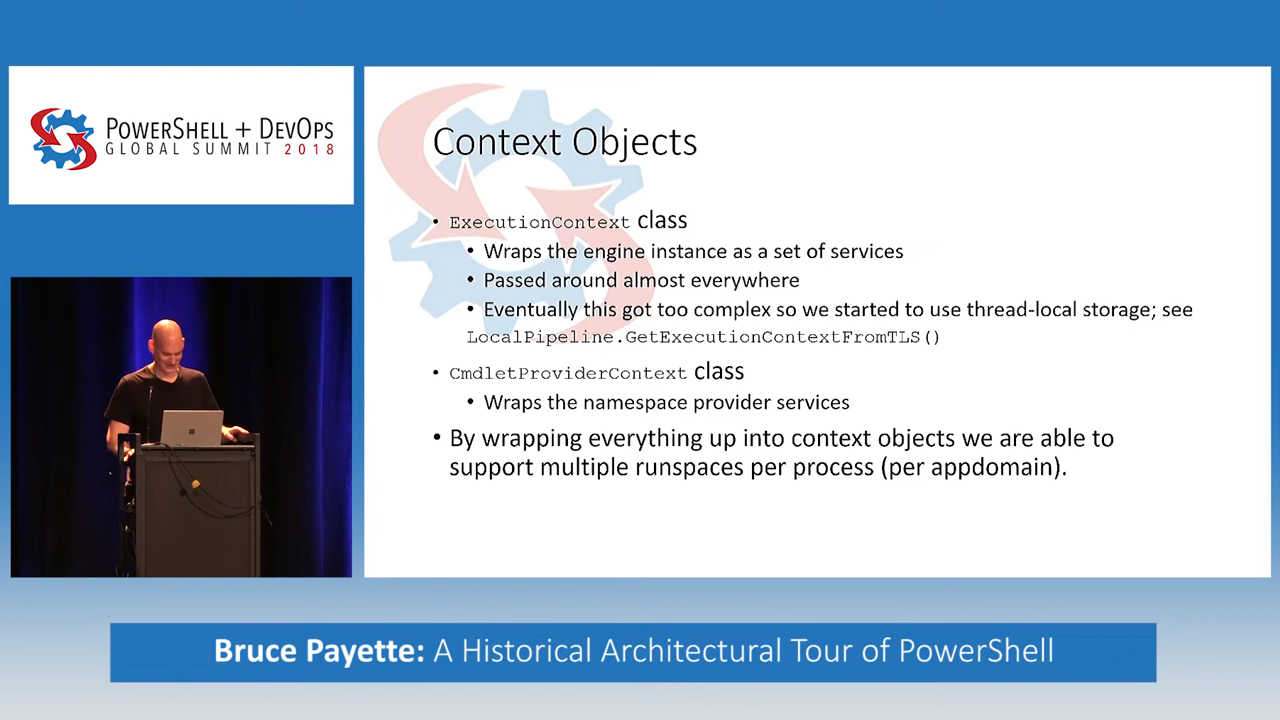 POWERSHELL + DEVOPS
GLOBAL SUMMIT 2018
Context Objects
• ExecutionContext class
• Wraps the engine instance as a set of services
• Passed around almost everywhere
• Eventually this got too complex so we started to use thread-local storage; see
LocalPipeline.GetExecutionContextFromTLS()
• CmdletProviderContext class
• Wraps the namespace provider services
• By wrapping everything up into context objects we are able to
support multiple runspaces per process (per appdomain).
Bruce Payette: A Historical Architectural Tour of PowerShell